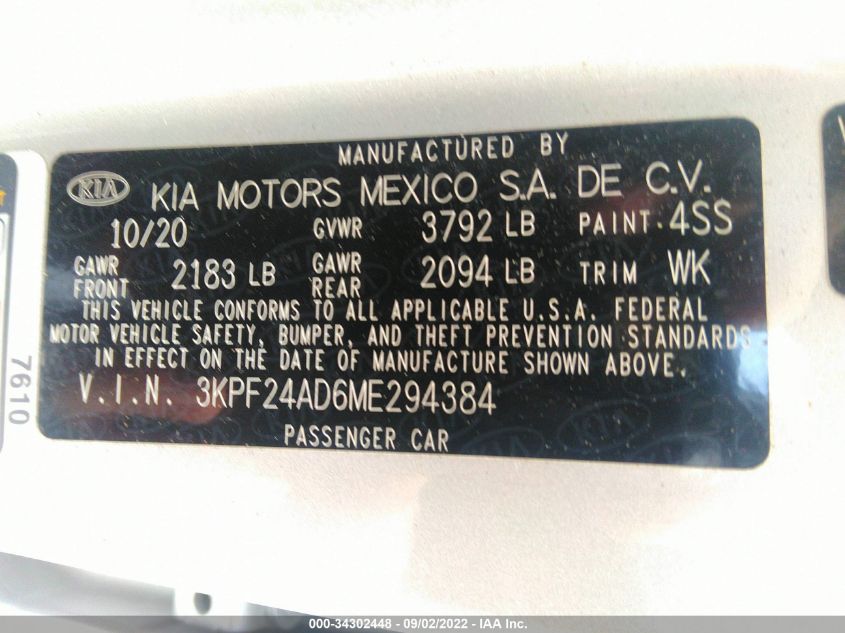 MANUFACTURED BY
KIA KIA MOTORS MEXICO S.A. DE C.V.
10/20 GVWR 3792 LB PAINT 4SS
GAWR FRONT 2183 LB GAWR REAR 2094 LB TRIM WK
THIS VEHICLE CONFORMS TO ALL APPLICABLE U.S.A. FEDERAL
MOTOR VEHICLE SAFETY, BUMPER, AND THEFT PREVENTION STANDARDS
IN EFFECT ON THE DATE OF MANUFACTURE SHOWN ABOVE.
V.I.N. 3KPF24AD6ME294384
PASSENGER CAR
7610
000-34302448 - 09/02/2022 - IAA Inc.